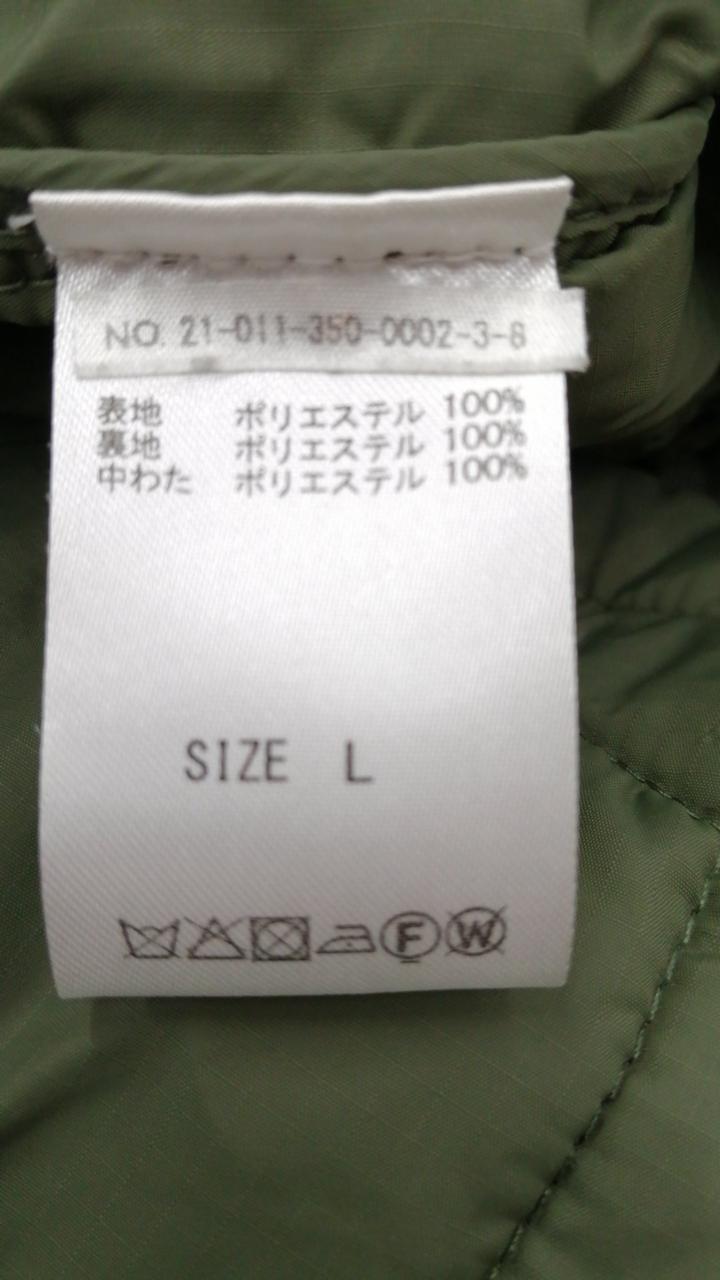 NO. 21-011-350-0002-3-8
表地 ポリエステル 100%
裏地 ポリエステル 100%
中わた ポリエステル 100%
SIZE L
F W